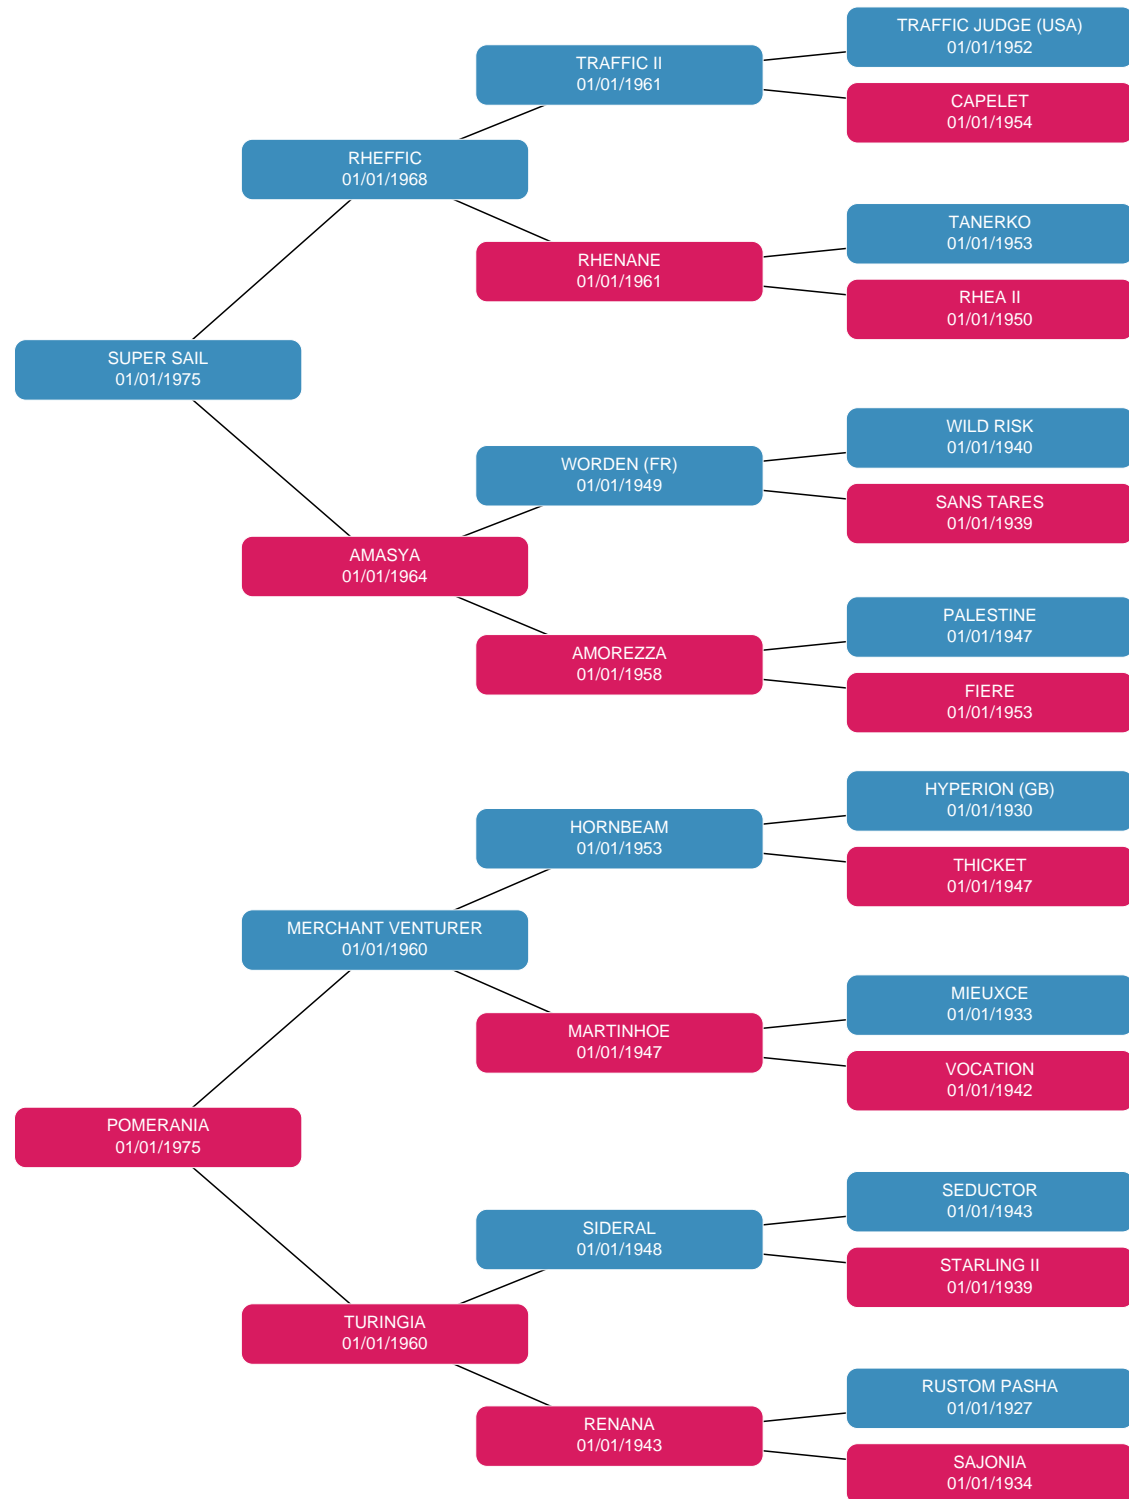 TRAFFIC JUDGE (USA)
01/01/1952
TRAFFIC II
01/01/1961
CAPELET
01/01/1954
RHEFFIC
01/01/1968
TANERKO
01/01/1953
RHENANE
01/01/1961
RHEA II
01/01/1950
SUPER SAIL
01/01/1975
WILD RISK
01/01/1940
WORDEN (FR)
01/01/1949
SANS TARES
01/01/1939
AMASYA
01/01/1964
PALESTINE
01/01/1947
AMOREZZA
01/01/1958
FIERE
01/01/1953
HYPERION (GB)
01/01/1930
HORNBEAM
01/01/1953
THICKET
01/01/1947
MERCHANT VENTURER
01/01/1960
MIEUXCE
01/01/1933
MARTINHOE
01/01/1947
VOCATION
01/01/1942
POMERANIA
01/01/1975
SEDUCTOR
01/01/1943
SIDERAL
01/01/1948
STARLING II
01/01/1939
TURINGIA
01/01/1960
RUSTOM PASHA
01/01/1927
RENANA
01/01/1943
SAJONIA
01/01/1934